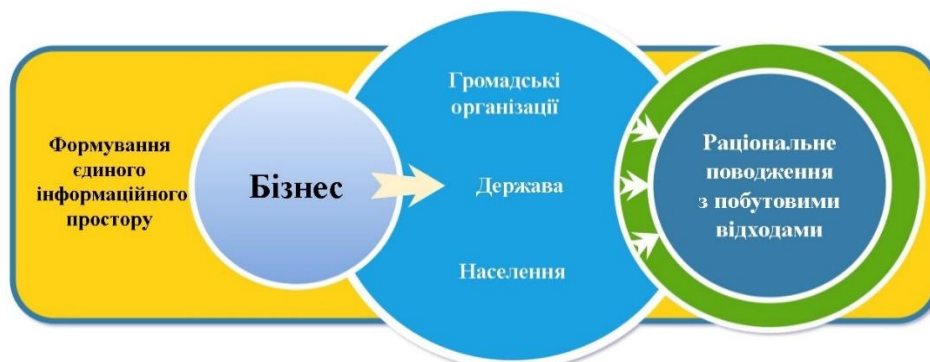 Формування
єдиного
інформаційного
простору
Бізнес
Громадські
організації
Держава
Населення
Раціональне
поводження
з побутовими
відходами